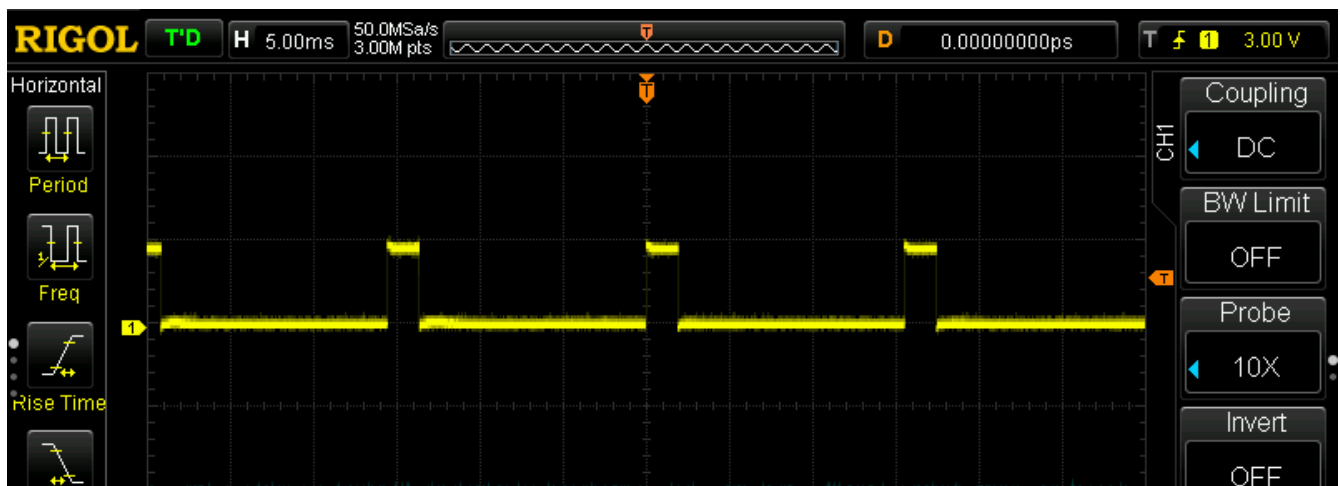 RIGOL T'D H 5.00ms 50.0MSa/s D 0.00000000ps T 1 3.00 V
3.00M pts
Horizontal
T
Coupling
CH1
DC
Period
BW Limit
OFF
T
Freq
Probe
1
10X
Rise Time
Invert
OFF